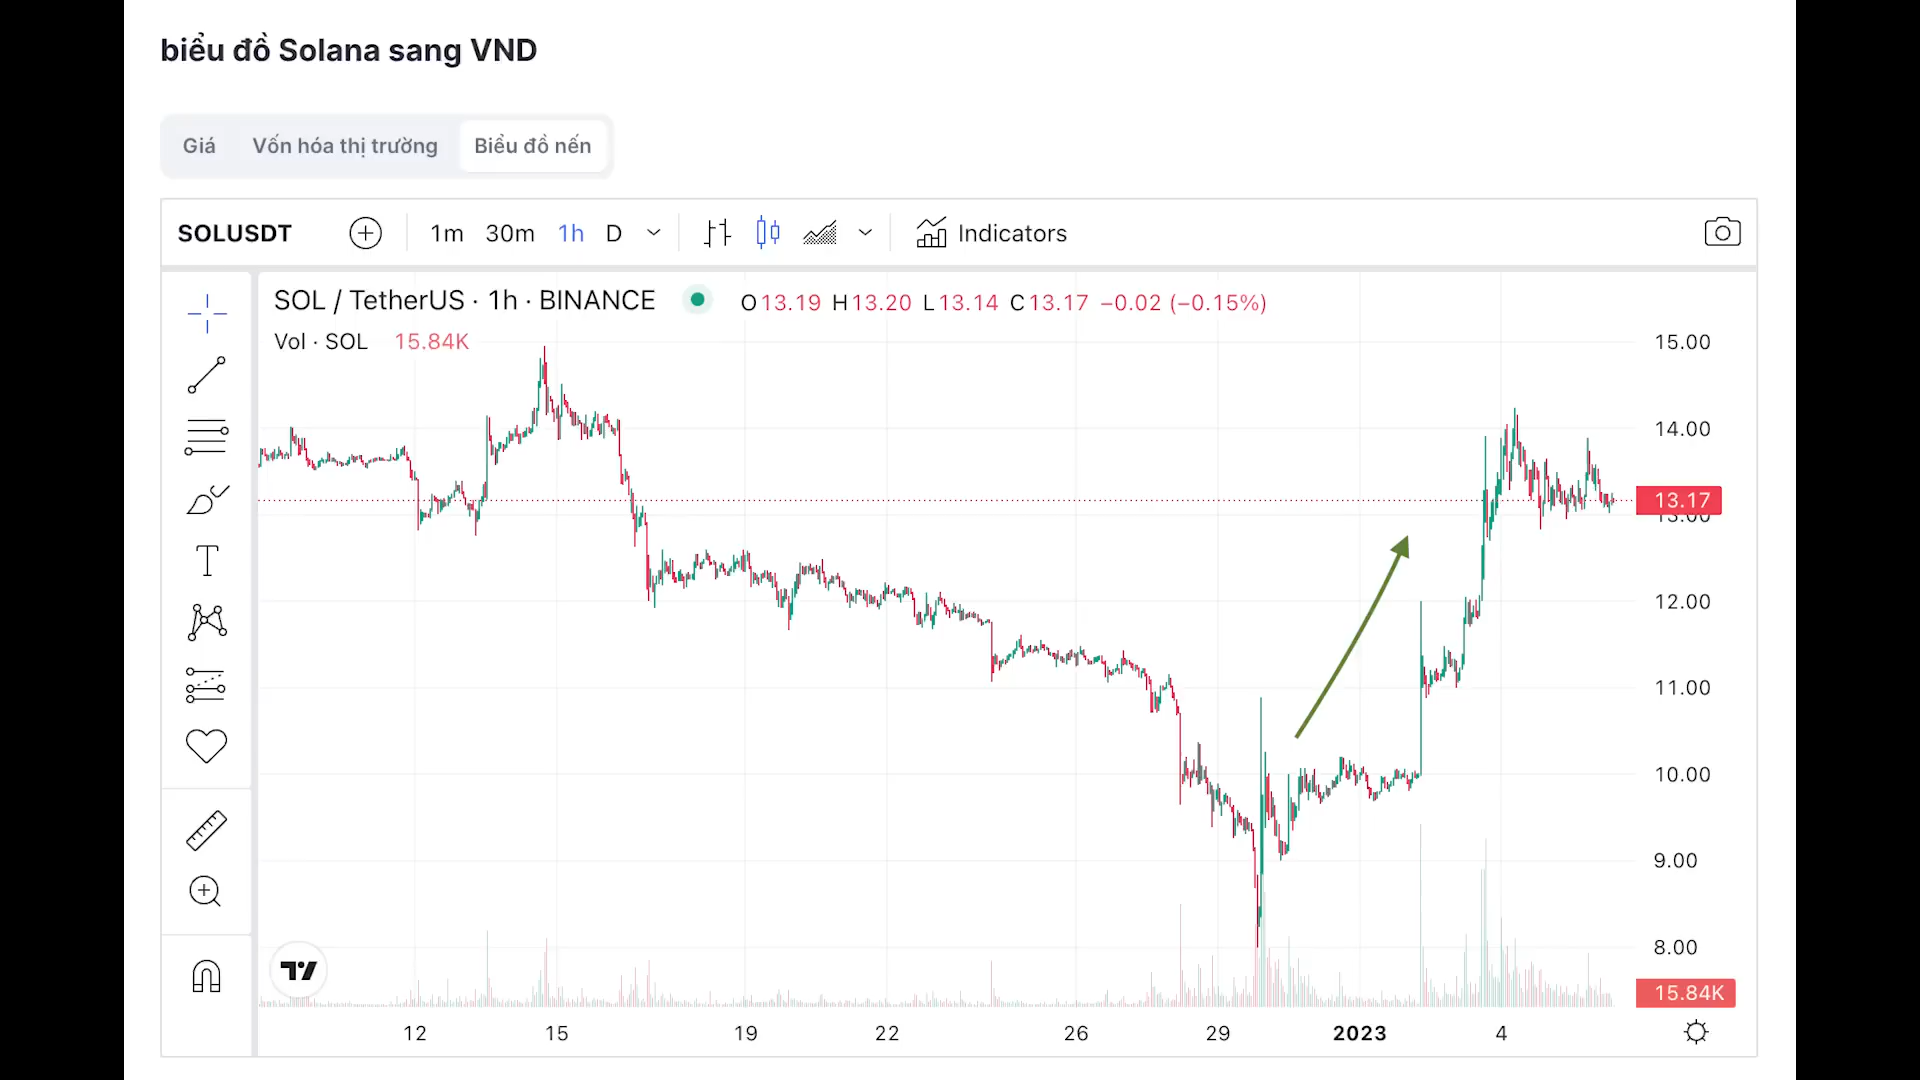 biểu đồ Solana sang VND
Giá Vốn hóa thị trường Biểu đồ nến
SOLUSDT 1m 30m 1h D Indicators
SOL / TetherUS · 1h · BINANCE O13.19 H13.20 L13.14 C13.17 −0.02 (−0.15%)
Vol · SOL 15.84K
15.00
14.00
13.17
13.00
12.00
11.00
10.00
9.00
8.00
15.84K
12 15 19 22 26 29 2023 4